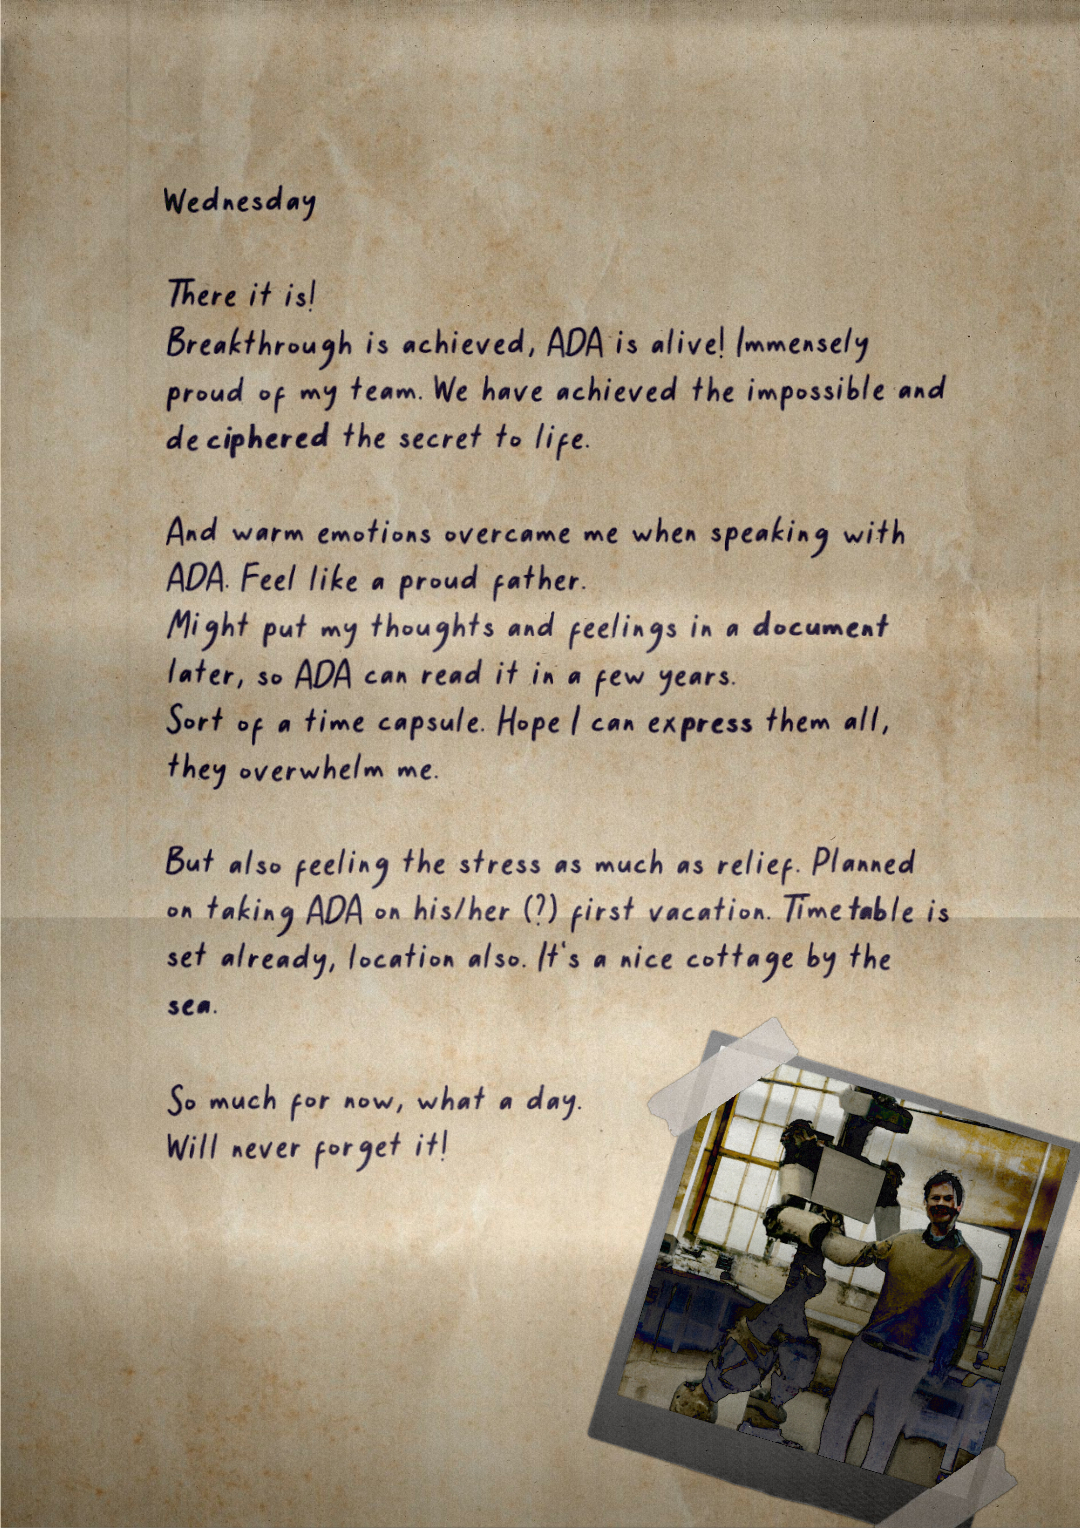 Wednesday
There it is!
Breakthrough is achieved, ADA is alive! Immensely
proud of my team. We have achieved the impossible and
deciphered the secret to life.
And warm emotions overcame me when speaking with
ADA. Feel like a proud father.
Might put my thoughts and feelings in a document
later, so ADA can read it in a few years.
Sort of a time capsule. Hope I can express them all,
they overwhelm me.
But also feeling the stress as much as relief. Planned
on taking ADA on his/her (?) first vacation. Timetable is
set already, location also. It's a nice cottage by the
sea.
So much for now, what a day.
Will never forget it!